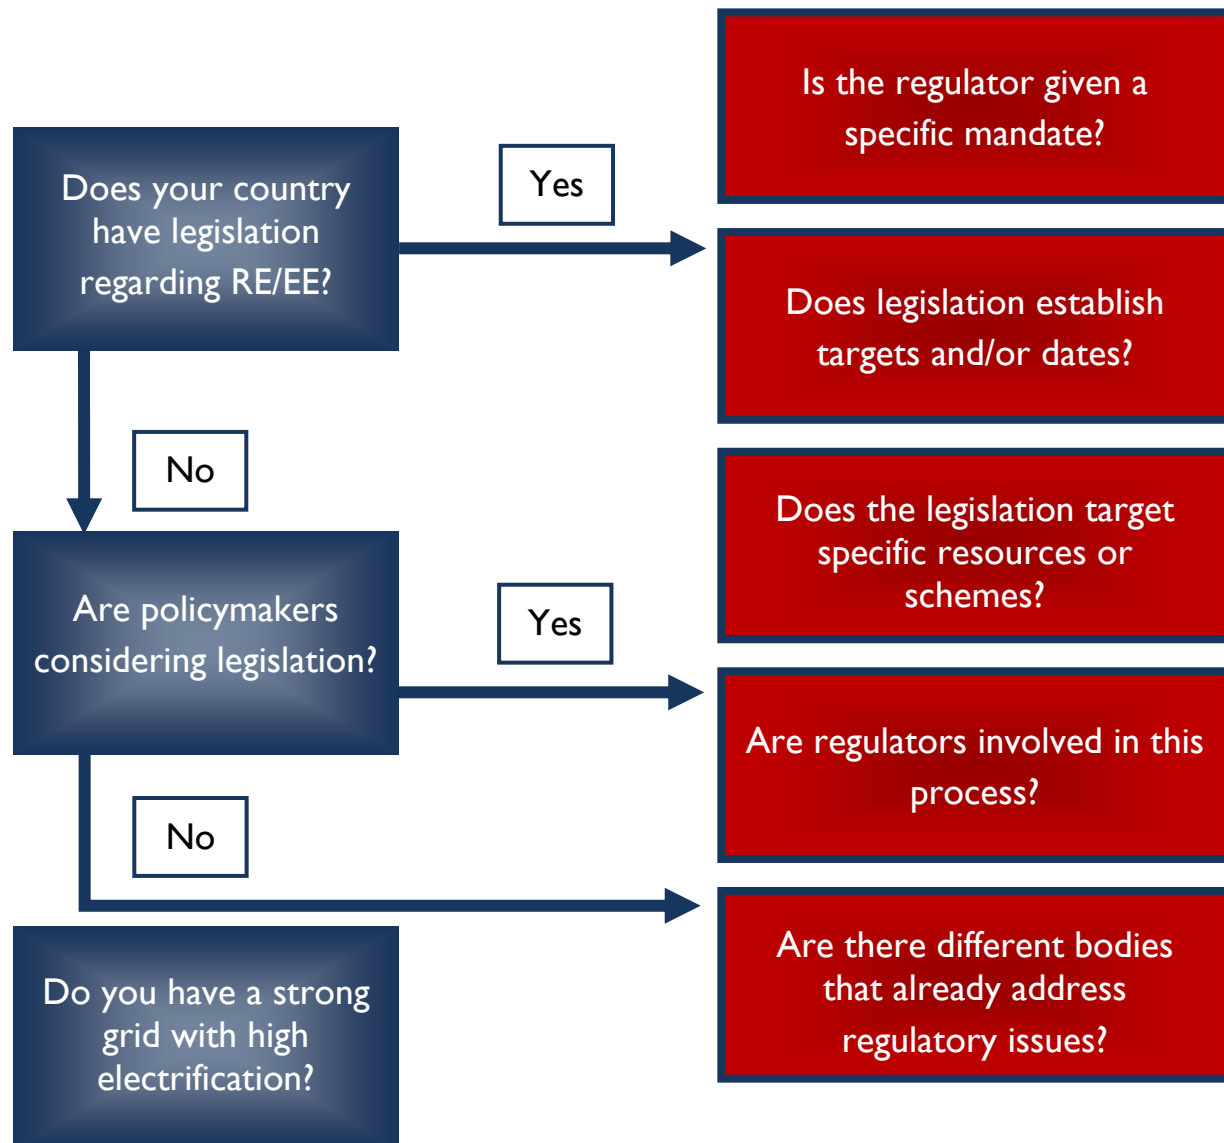 Does your country
have legislation
regarding RE/EE?
Yes
Is the regulator given a
specific mandate?
Does legislation establish
targets and/or dates?
No
Does the legislation target
specific resources or
schemes?
Are policymakers
considering legislation?
Yes
Are regulators involved in this
process?
No
Are there different bodies
that already address
regulatory issues?
Do you have a strong
grid with high
electrification?